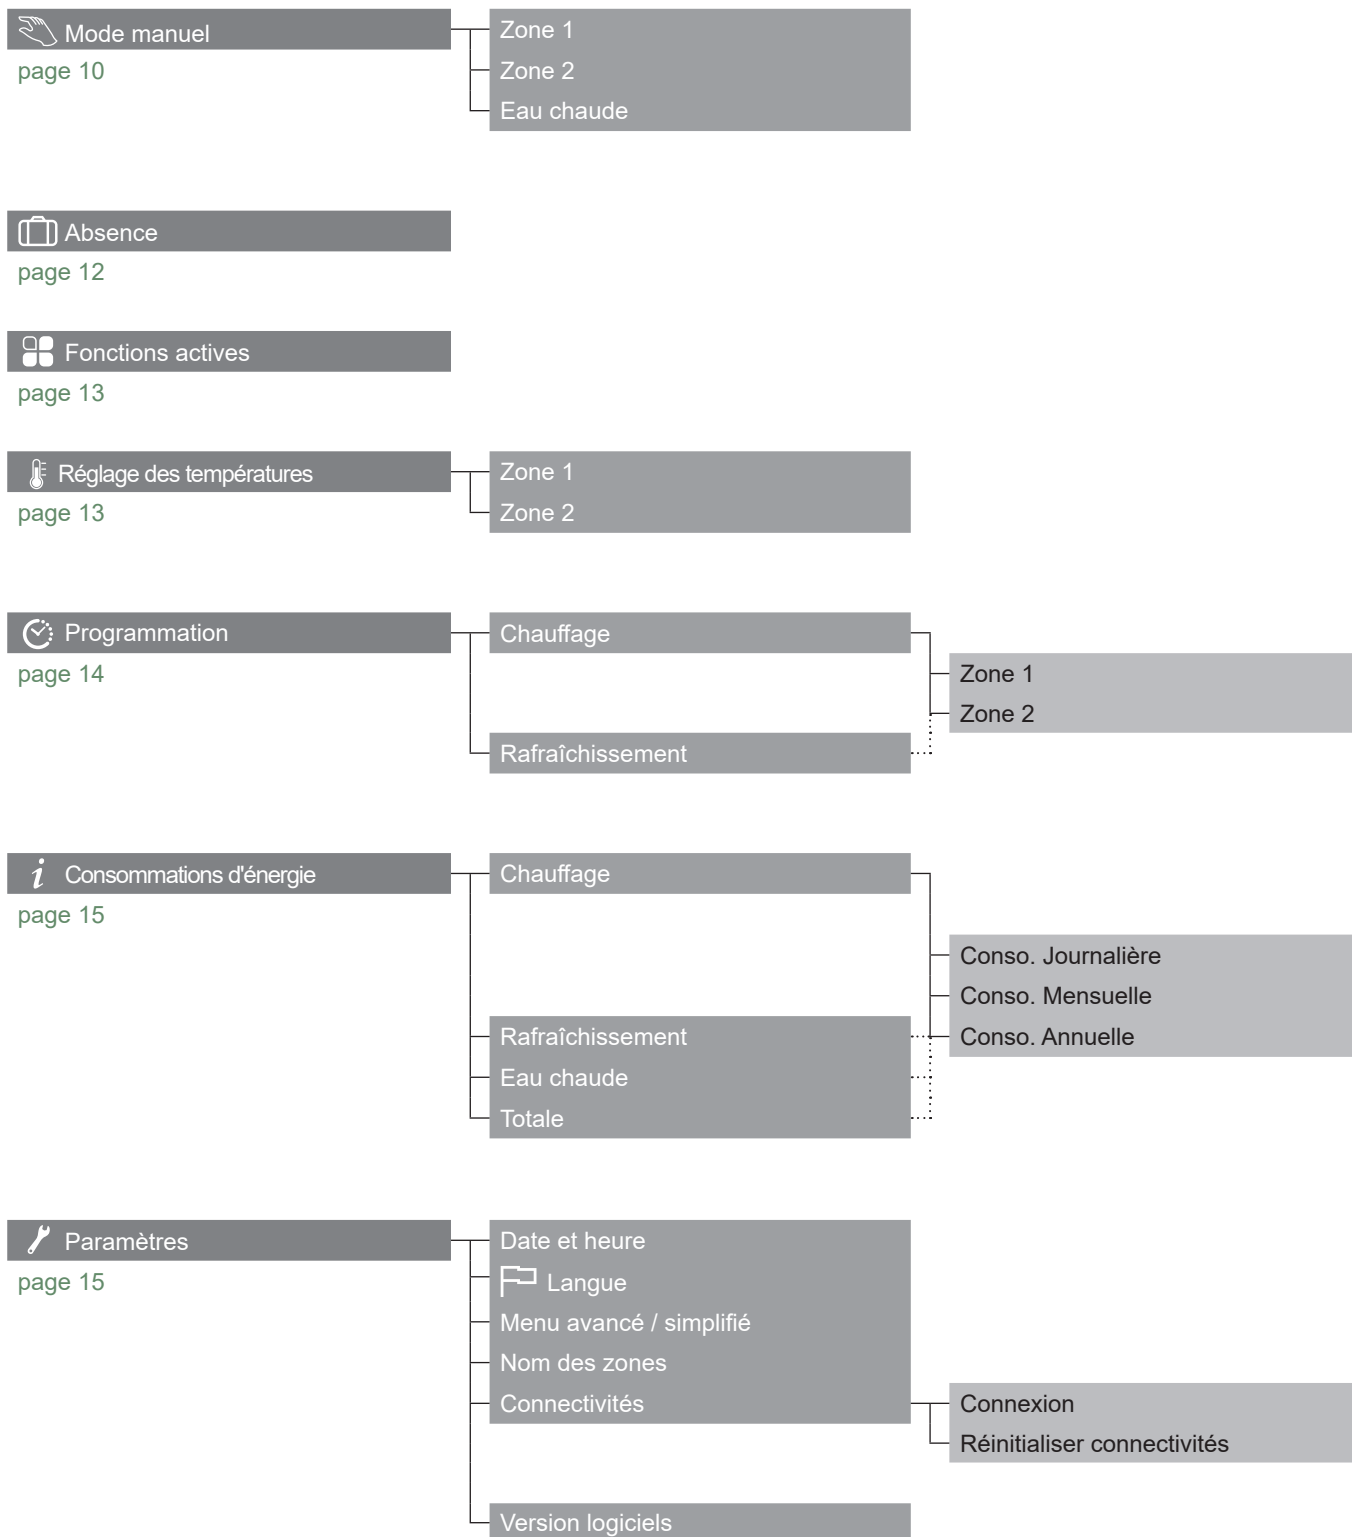 Mode manuel
page 10
Zone 1
Zone 2
Eau chaude
Absence
page 12
Fonctions actives
page 13
Réglage des températures
page 13
Zone 1
Zone 2
Programmation
page 14
Chauffage
Zone 1
Zone 2
Rafraîchissement
Consommations d'énergie
page 15
Chauffage
Conso. Journalière
Conso. Mensuelle
Conso. Annuelle
Rafraîchissement
Eau chaude
Totale
Paramètres
page 15
Date et heure
Langue
Menu avancé / simplifié
Nom des zones
Connectivités
Connexion
Réinitialiser connectivités
Version logiciels